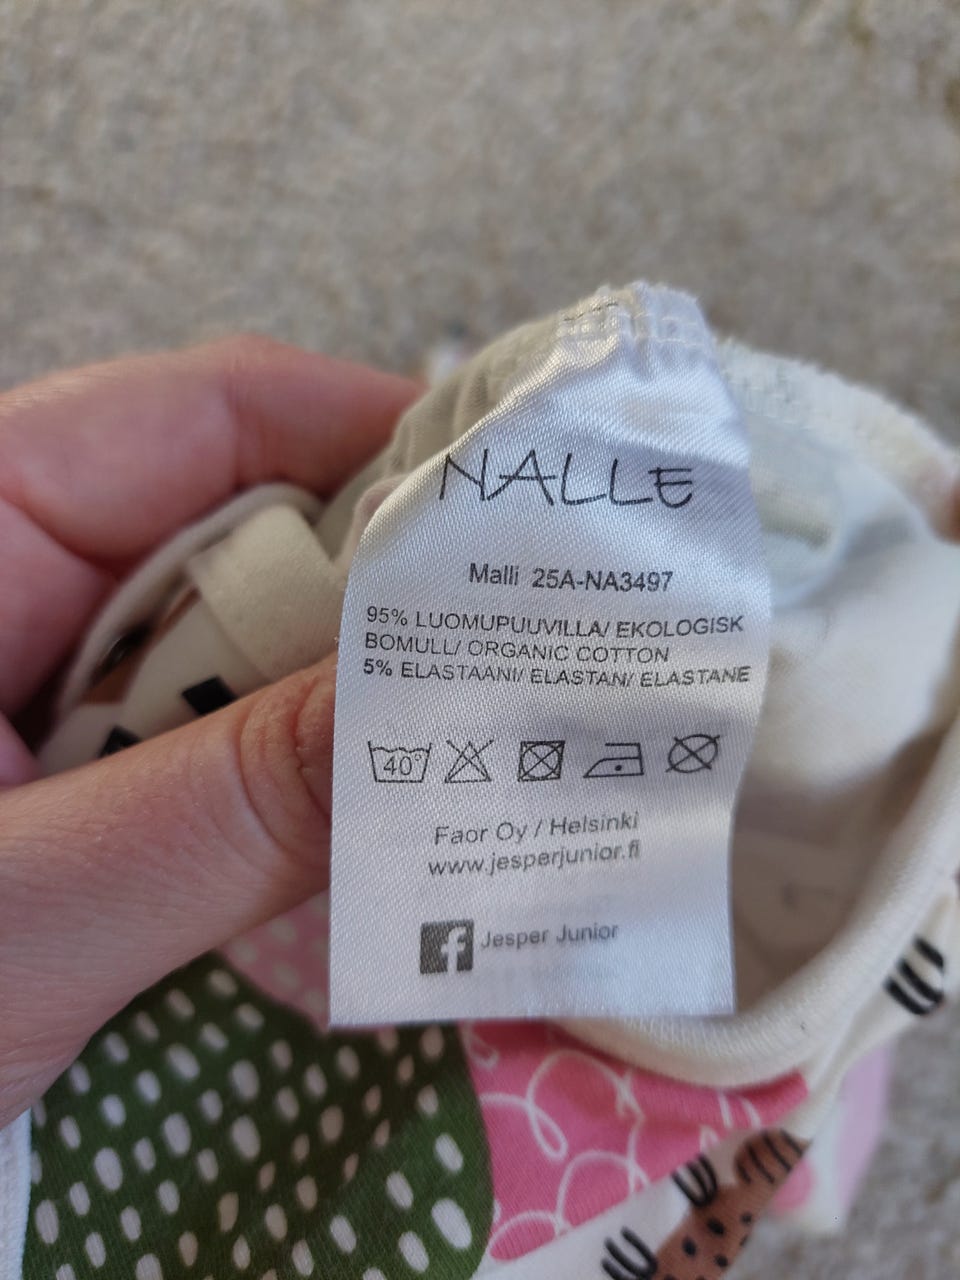 NALLE
Malli 25A-NA3497
95% LUOMUPUUVILLA/ EKOLOGISK
BOMULL/ ORGANIC COTTON
5% ELASTAANI/ ELASTAN/ ELASTANE
40°
Faor Oy / Helsinki
www.jesperjunior.fi
f Jesper Junior